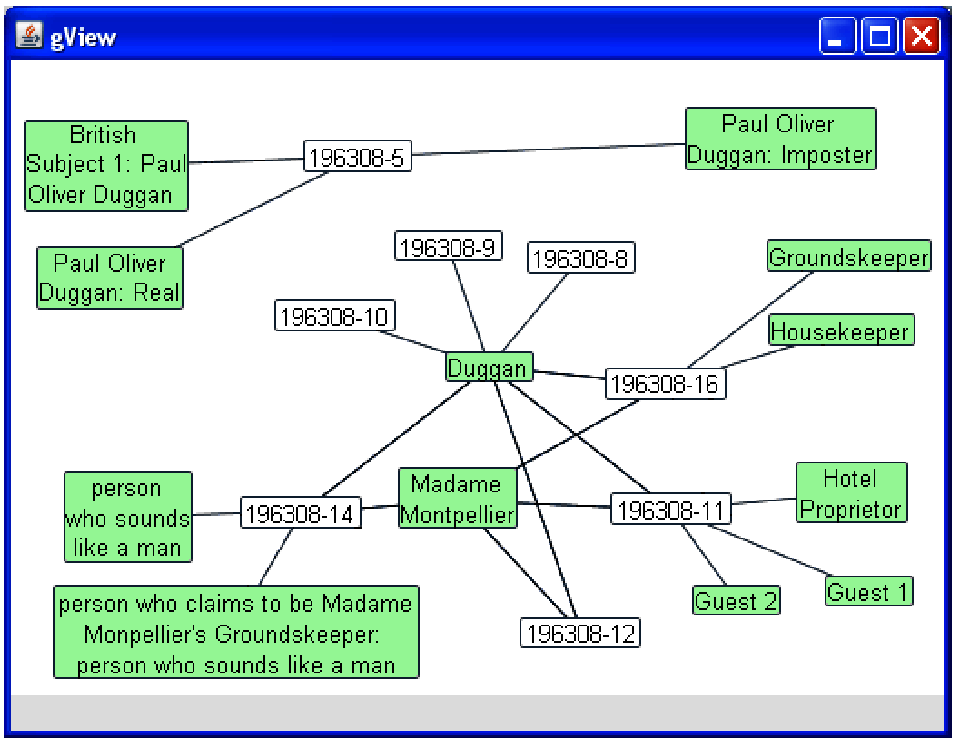 gView
British
Subject 1: Paul
Oliver Duggan
196308-5
Paul Oliver
Duggan: Imposter
Paul Oliver
Duggan: Real
196308-9
196308-8
Groundskeeper
196308-10
Housekeeper
Duggan
196308-16
person
who sounds
like a man
196308-14
Madame
Montpellier
196308-11
Hotel
Proprietor
person who claims to be Madame
Monpellier's Groundskeeper:
person who sounds like a man
196308-12
Guest 2
Guest 1